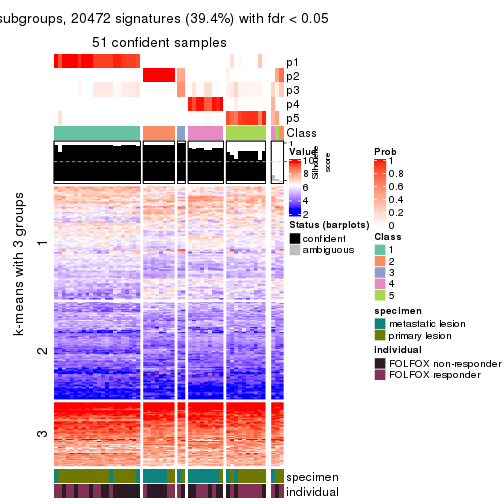 subgroups, 20472 signatures (39.4%) with fdr < 0.05
51 confident samples
p1
p2
p3
p4
p5
Class
1
Silhouette
score
Value
10
8
6
4
2
Status (barplots)
confident
ambiguous
Prob
1
0.8
0.6
0.4
0.2
0
Class
1
2
3
4
5
specimen
metastatic lesion
primary lesion
individual
FOLFOX non-responder
FOLFOX responder
k-means with 3 groups
1
2
3
specimen
individual